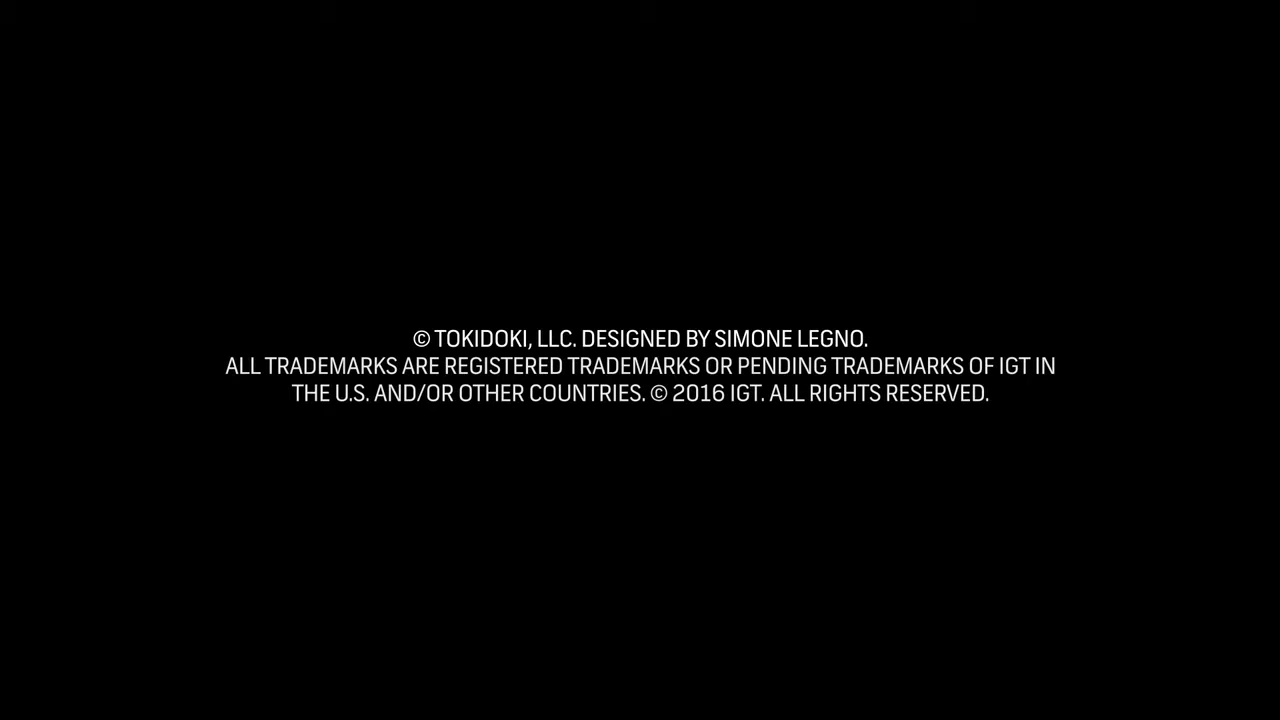 © TOKIDOKI, LLC. DESIGNED BY SIMONE LEGNO.
ALL TRADEMARKS ARE REGISTERED TRADEMARKS OR PENDING TRADEMARKS OF IGT IN
THE U.S. AND/OR OTHER COUNTRIES. © 2016 IGT. ALL RIGHTS RESERVED.